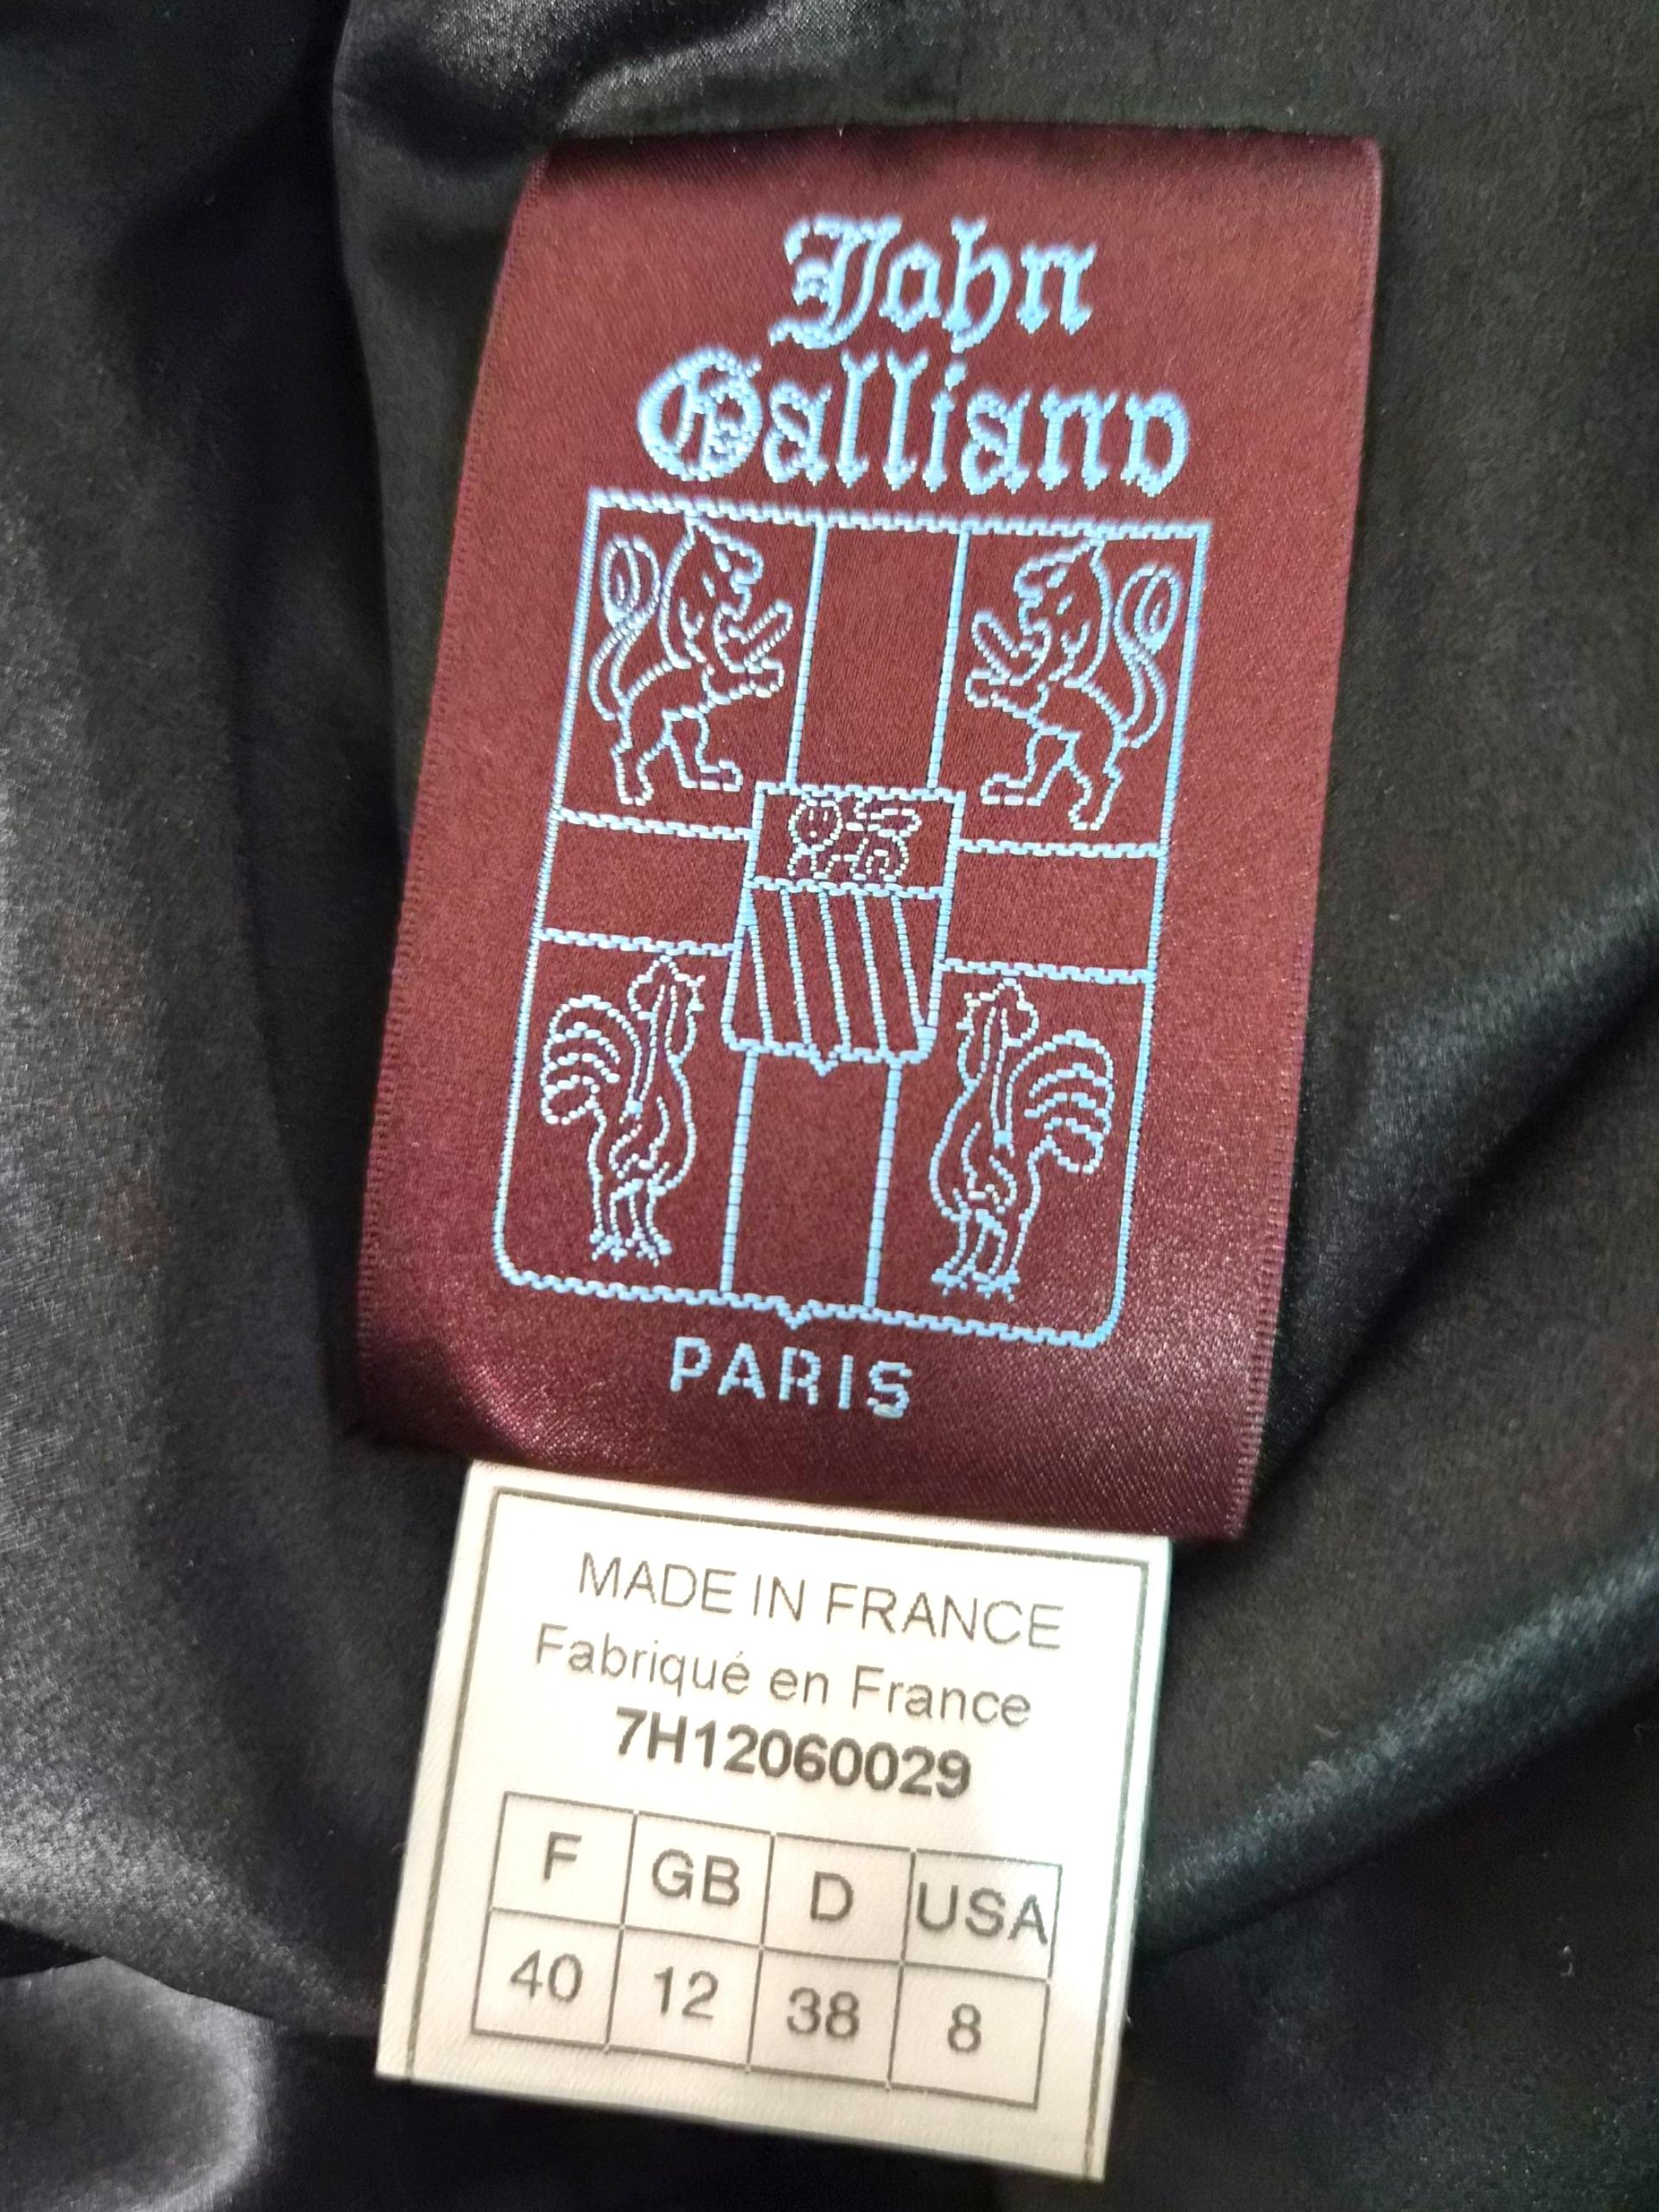 John
Galliano
PARIS
MADE IN FRANCE
Fabriqué en France
7H12060029
F GB D USA
40 12 38 8